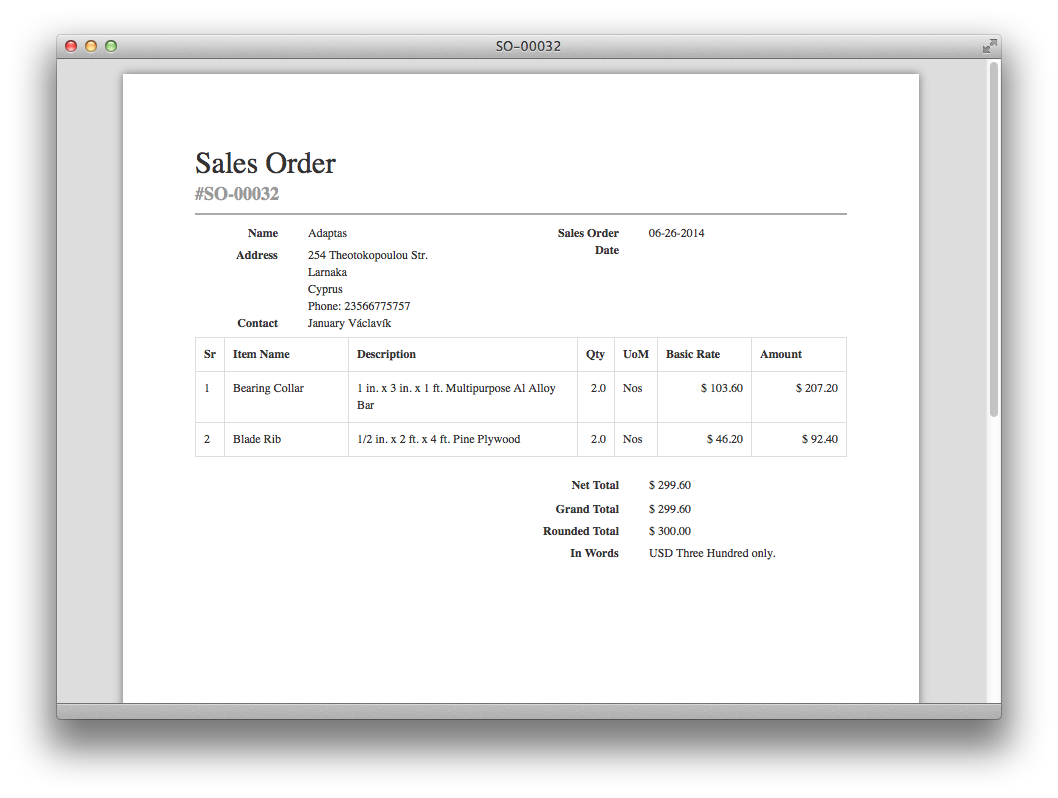 SO-00032
Sales Order
#SO-00032
Name Adaptas Sales Order Date 06-26-2014
Address 254 Theotokopoulou Str.
Larnaka
Cyprus
Phone: 23566775757
Contact January Václavík
Sr Item Name Description Qty UoM Basic Rate Amount
1 Bearing Collar 1 in. x 3 in. x 1 ft. Multipurpose Al Alloy Bar 2.0 Nos $ 103.60 $ 207.20
2 Blade Rib 1/2 in. x 2 ft. x 4 ft. Pine Plywood 2.0 Nos $ 46.20 $ 92.40
Net Total $ 299.60
Grand Total $ 299.60
Rounded Total $ 300.00
In Words USD Three Hundred only.